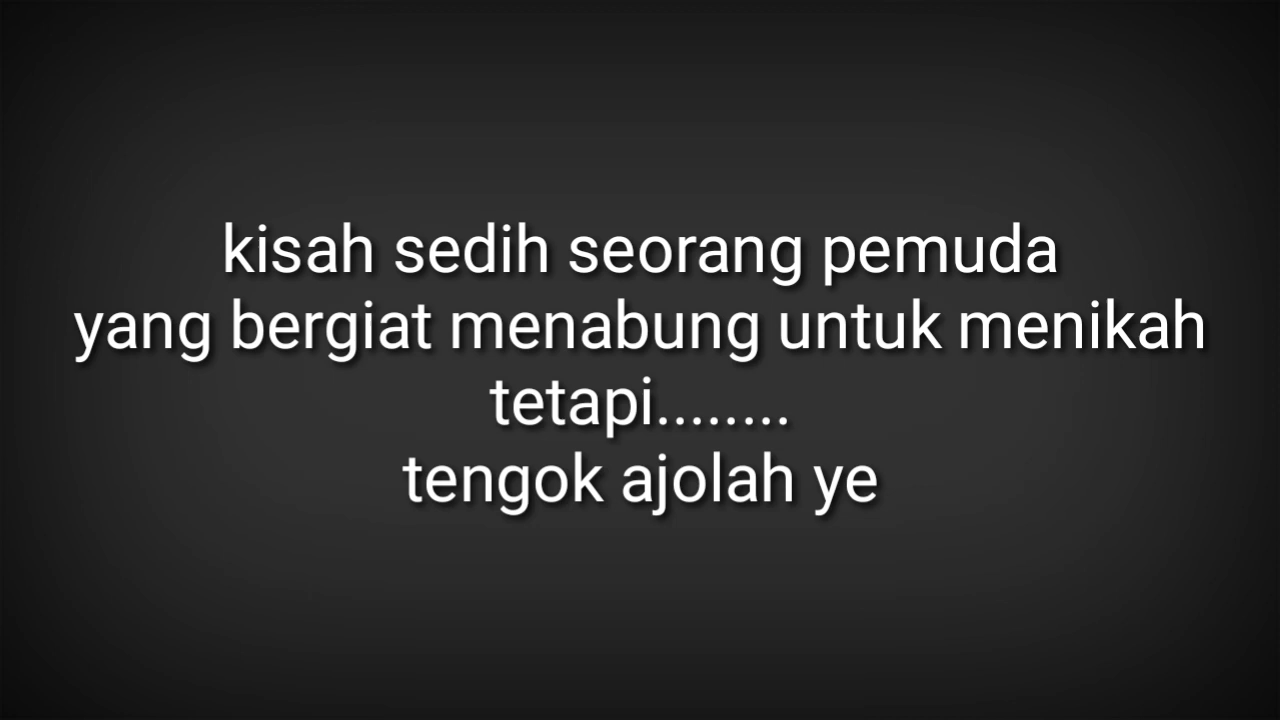 kisah sedih seorang pemuda
yang bergiat menabung untuk menikah
tetapi........
tengok ajolah ye